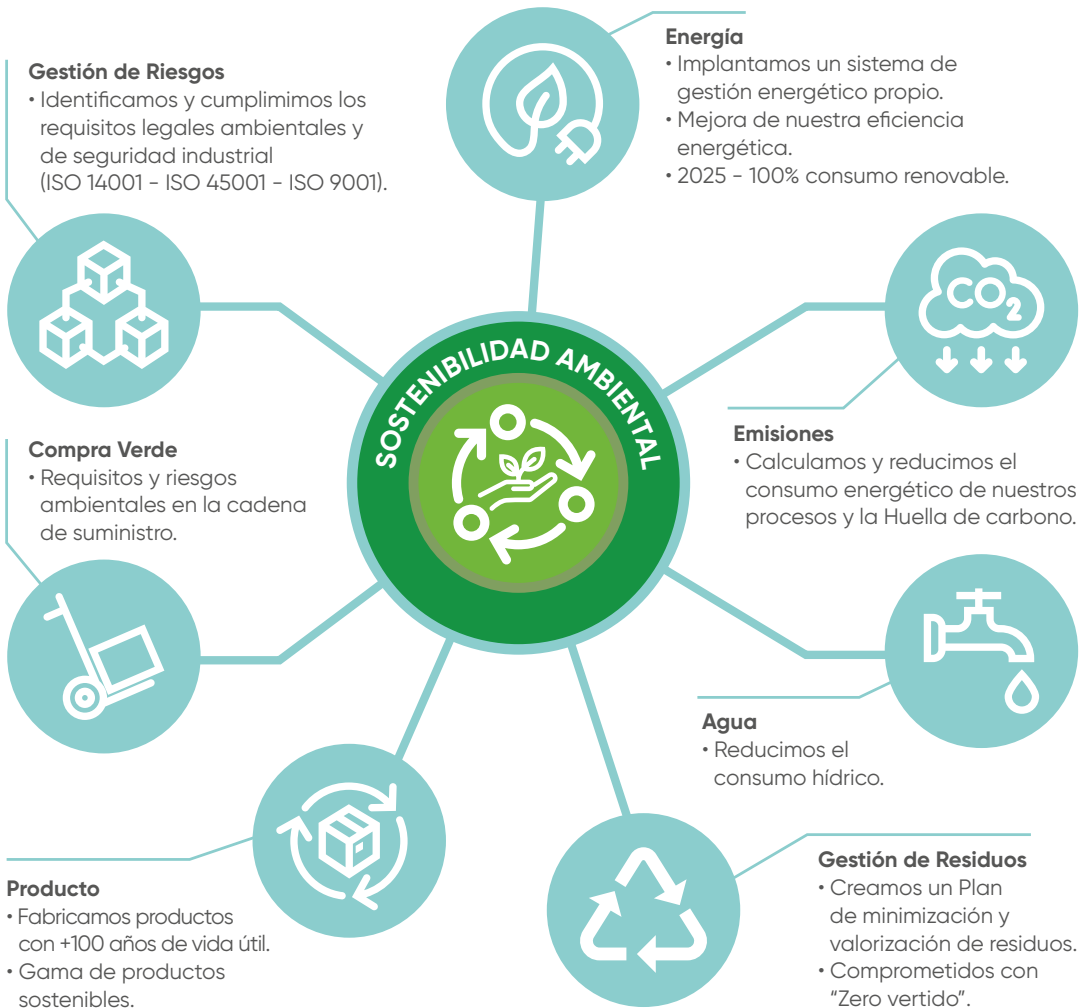 Energía
• Implantamos un sistema de
gestión energético propio.
• Mejora de nuestra eficiencia
energética.
• 2025 - 100% consumo renovable.
Gestión de Riesgos
• Identificamos y cumplimimos los
requisitos legales ambientales y
de seguridad industrial
(ISO 14001 - ISO 45001 - ISO 9001).
CO2
SOSTENIBILIDAD AMBIENTAL
Emisiones
• Calculamos y reducimos el
consumo energético de nuestros
procesos y la Huella de carbono.
Compra Verde
• Requisitos y riesgos
ambientales en la cadena
de suministro.
Agua
• Reducimos el
consumo hídrico.
Gestión de Residuos
• Creamos un Plan
de minimización y
valorización de residuos.
• Comprometidos con
“Zero vertido”.
Producto
• Fabricamos productos
con +100 años de vida útil.
• Gama de productos
sostenibles.